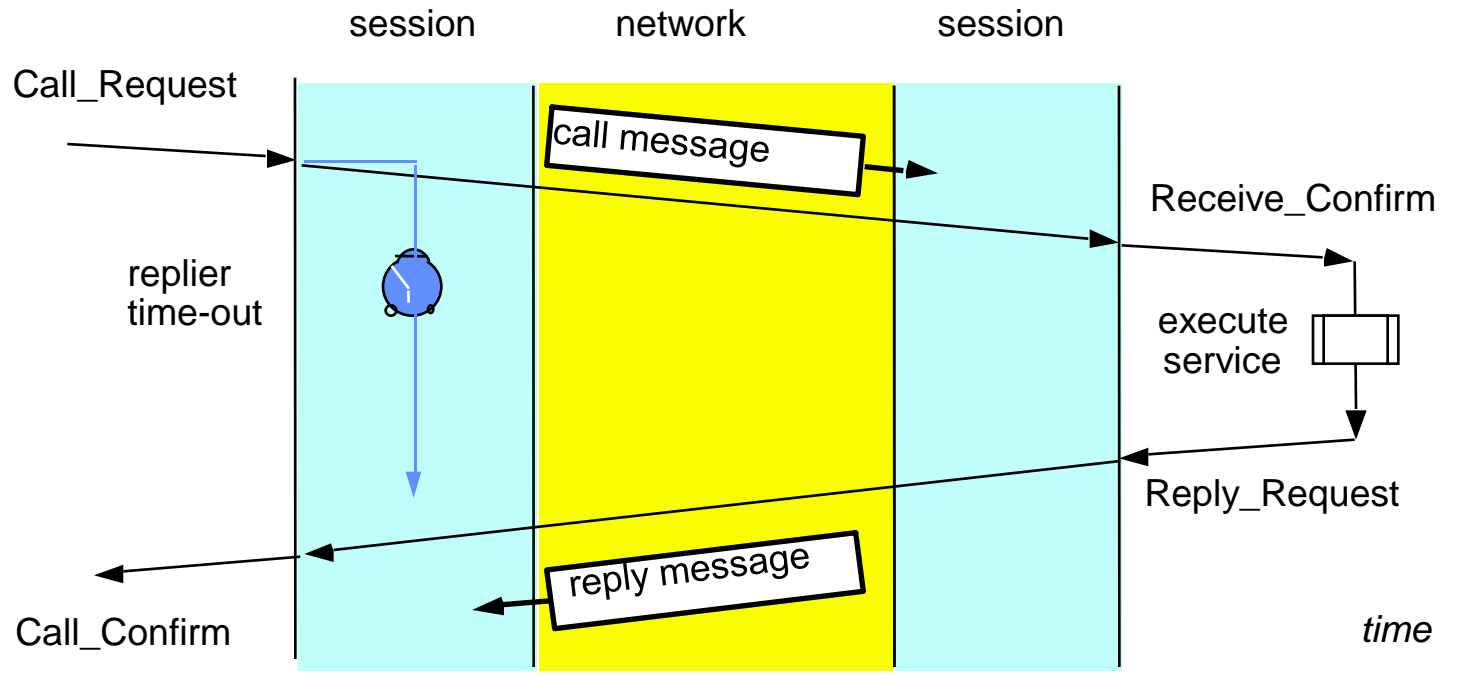 session
network
session
Call_Request
call message
Receive_Confirm
replier
time-out
execute
service
Reply_Request
reply message
Call_Confirm
time